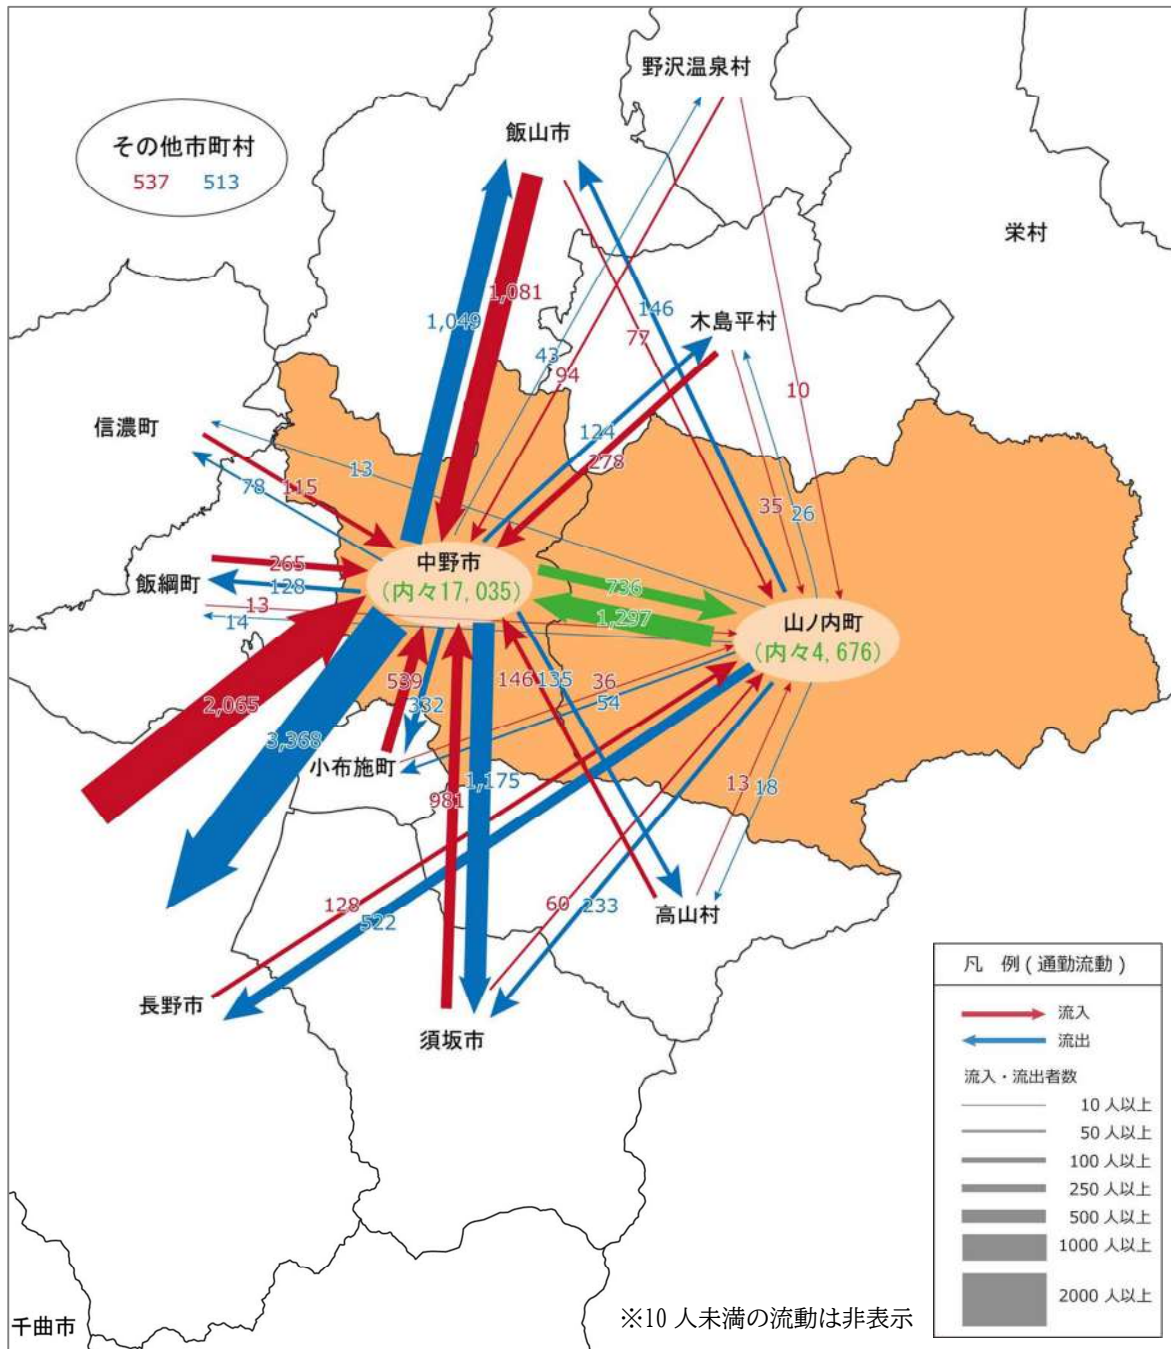 野沢温泉村
その他市町村
537 513
飯山市
栄村
1,081
1,049
146
77
木島平村
43
94
10
信濃町
124
278
13
78
115
35
26
飯綱町
265
128
13
14
中野市
(内々17,035)
736
1,297
山ノ内町
(内々4,676)
2,065
3,368
539
332
146
135
36
54
小布施町
981
1,175
13
18
128
522
60
233
高山村
長野市
須坂市
千曲市
凡 例(通勤流動)
流入
流出
流入・流出者数
10 人以上
50 人以上
100 人以上
250 人以上
500 人以上
1000 人以上
2000 人以上
※10 人未満の流動は非表示